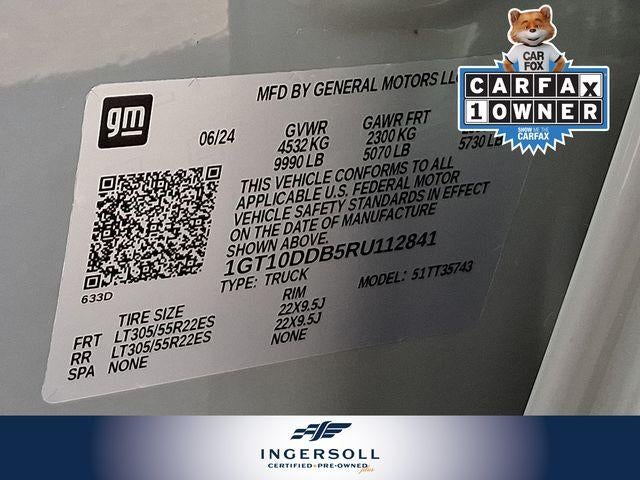 CAR
FOX
CARFAX
1 OWNER
SHOW ME THE
CARFAX
MFD BY GENERAL MOTORS
gm
06/24
GVWR
4532 KG
9990 LB
GAWR FRT
2300 KG
5070 LB
5730 LB
THIS VEHICLE CONFORMS TO ALL
APPLICABLE U.S. FEDERAL MOTOR
VEHICLE SAFETY STANDARDS IN EFFECT
ON THE DATE OF MANUFACTURE
SHOWN ABOVE.
1GT10DDB5RU112841
TYPE: TRUCK
MODEL: 51TT35743
633D
TIRE SIZE RIM
FRT LT305/55R22ES 22X9.5J
RR LT305/55R22ES 22X9.5J
SPA NONE NONE
INGERSOLL
CERTIFIED • PRE-OWNED plus